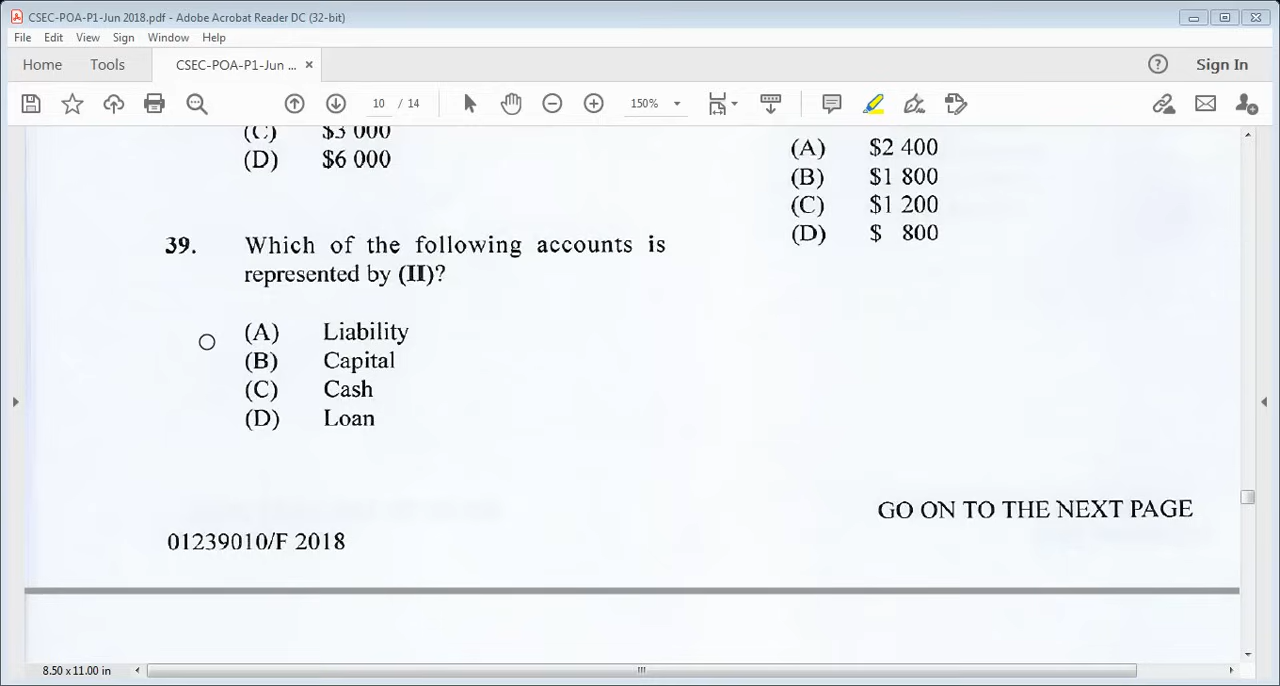 CSEC-POA-P1-Jun 2018.pdf - Adobe Acrobat Reader DC (32-bit)
File Edit View Sign Window Help
Home Tools CSEC-POA-P1-Jun ... × ? Sign In
10 / 14 150%
(C) $3 000
(D) $6 000
39. Which of the following accounts is
represented by (II)?
(A) Liability
(B) Capital
(C) Cash
(D) Loan
(A) $2 400
(B) $1 800
(C) $1 200
(D) $ 800
GO ON TO THE NEXT PAGE
01239010/F 2018
8.50 x 11.00 in